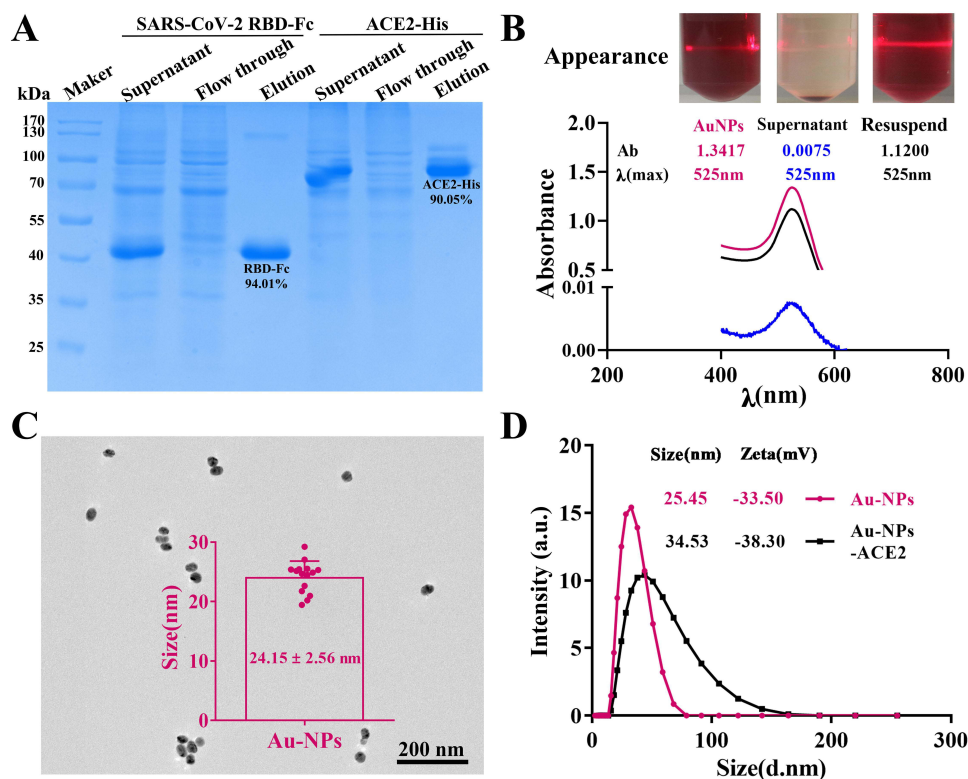 A
SARS-CoV-2 RBD-Fc ACE2-His
Maker Supernatant Flow through Elution Supernatant Flow through Elution
kDa
170
130
100
70
55
40
35
25
RBD-Fc
94.01%
ACE2-His
90.05%
B
Appearance
AuNPs Supernatant Resuspend
Ab 1.3417 0.0075 1.1200
λ(max) 525nm 525nm 525nm
Absorbance
2.0
1.5
1.0
0.5
0.01
0.00
200 400 600 800
λ(nm)
C
Size(nm)
30
20
10
0
24.15 ± 2.56 nm
Au-NPs
200 nm
D
Size(nm) Zeta(mV)
25.45 -33.50 Au-NPs
34.53 -38.30 Au-NPs
-ACE2
Intensity (a.u.)
20
15
10
5
0
0 100 200 300
Size(d.nm)